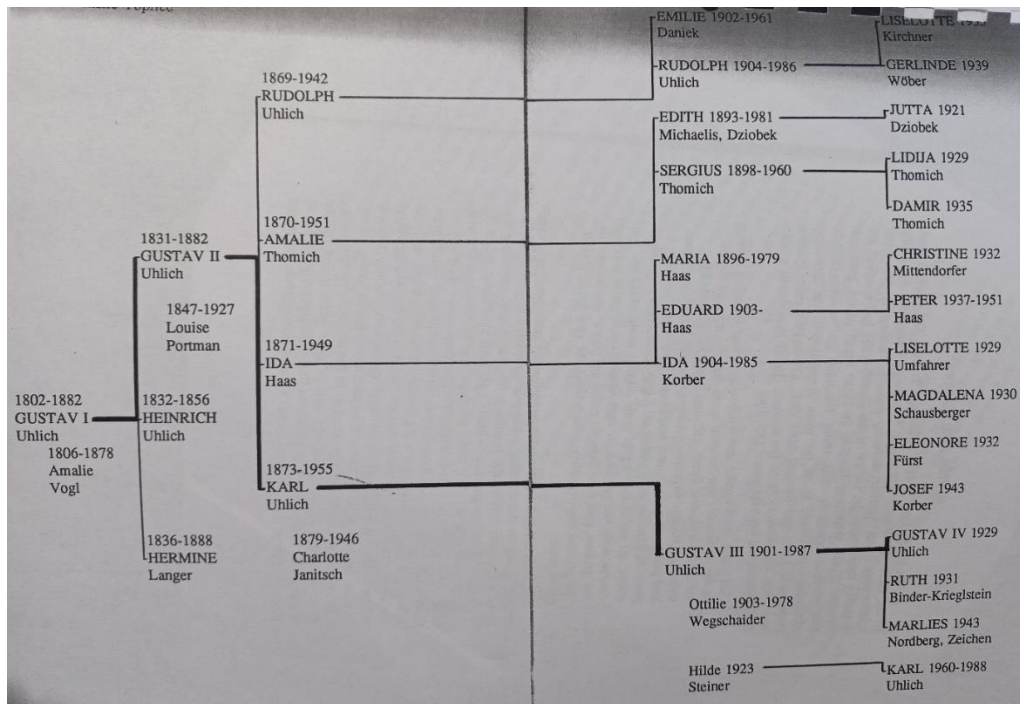 EMILIE 1902-1961
Daniek
Kirchner
RUDOLPH 1904-1986
Uhlich
GERLINDE 1939
Wöber
1869-1942
RUDOLPH
Uhlich
EDITH 1893-1981
Michaelis, Dziobek
JUTTA 1921
Dziobek
SERGIUS 1898-1960
Thomich
LIDIJA 1929
Thomich
DAMIR 1935
Thomich
1870-1951
AMALIE
Thomich
1831-1882
GUSTAV II
Uhlich
1847-1927
Louise
Portman
MARIA 1896-1979
Haas
CHRISTINE 1932
Mittendorfer
EDUARD 1903-
Haas
PETER 1937-1951
Haas
1871-1949
IDA
Haas
IDA 1904-1985
Korber
LISELOTTE 1929
Umfahrer
MAGDALENA 1930
Schausberger
ELEONORE 1932
Fürst
JOSEF 1943
Korber
1802-1882
GUSTAV I
Uhlich
1806-1878
Amalie
Vogl
1832-1856
HEINRICH
Uhlich
1873-1955
KARL
Uhlich
1836-1888
HERMINE
Langer
1879-1946
Charlotte
Janitsch
GUSTAV III 1901-1987
Uhlich
GUSTAV IV 1929
Uhlich
RUTH 1931
Binder-Krieglstein
Ottilie 1903-1978
Wegschaider
MARLIES 1943
Nordberg, Zeichen
Hilde 1923
Steiner
KARL 1960-1988
Uhlich